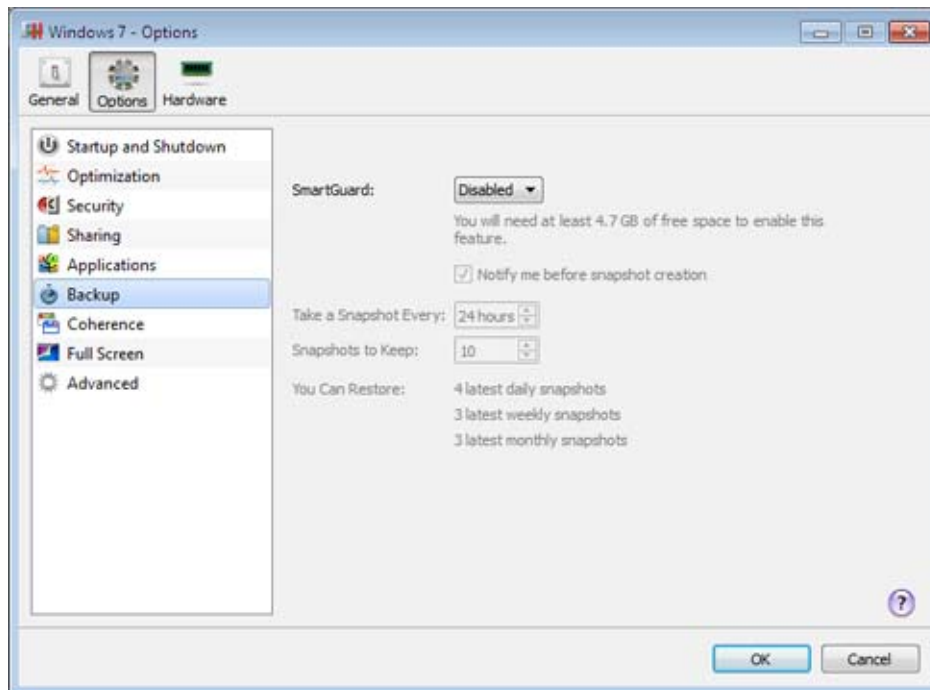 Windows 7 - Options
General
Options
Hardware
Startup and Shutdown
Optimization
Security
Sharing
Applications
Backup
Coherence
Full Screen
Advanced
SmartGuard: Disabled
You will need at least 4.7 GB of free space to enable this
feature.
Notify me before snapshot creation
Take a Snapshot Every: 24 hours
Snapshots to Keep: 10
You Can Restore: 4 latest daily snapshots
3 latest weekly snapshots
3 latest monthly snapshots
?
OK
Cancel